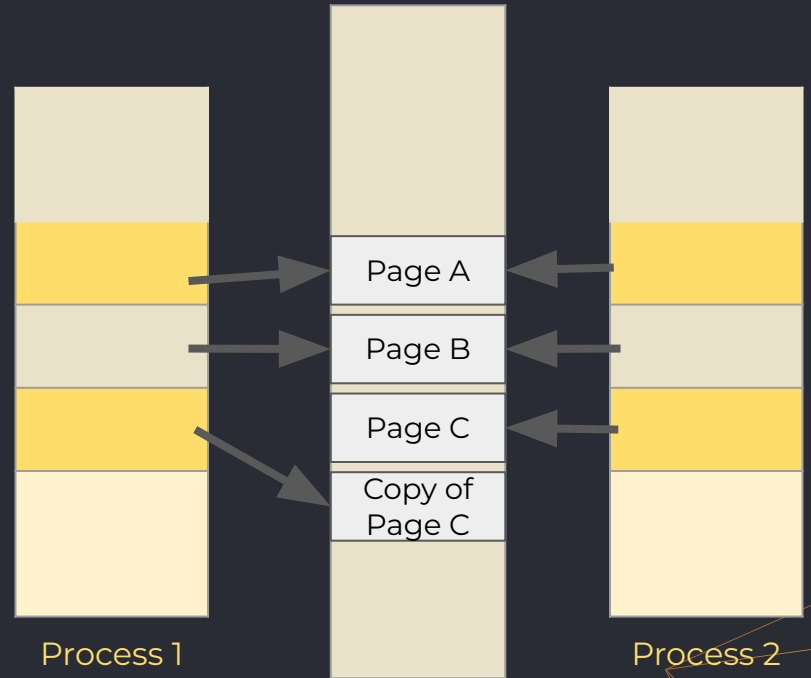 Page A
Page B
Page C
Copy of
Page C
Process 1
Process 2